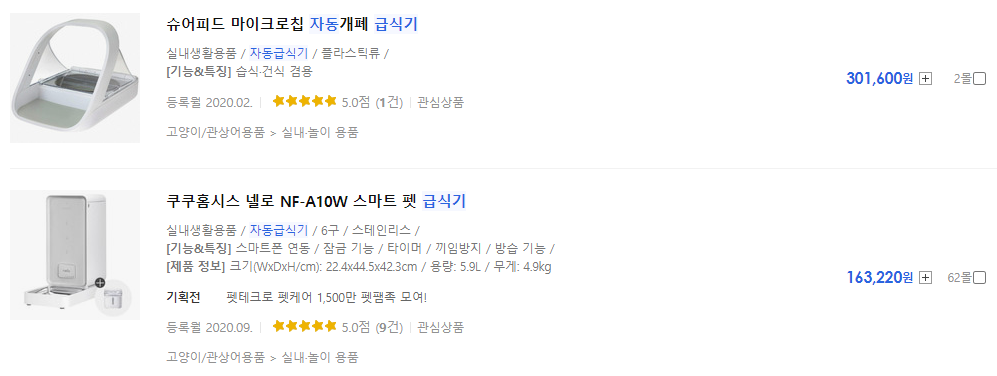 슈어피드 마이크로칩 자동개폐 급식기
실내생활용품 / 자동급식기 / 플라스틱류 /
[기능&특징] 습식·건식 겸용
301,600원
2몰
등록월 2020.02. 5.0점 (1건) 관심상품
고양이/관상어용품 > 실내·놀이 용품
쿠쿠홈시스 넬로 NF-A10W 스마트 펫 급식기
실내생활용품 / 자동급식기 / 6구 / 스테인리스 /
[기능&특징] 스마트폰 연동 / 잠금 기능 / 타이머 / 끼임방지 / 방습 기능 /
[제품 정보] 크기(WxDxH/cm): 22.4x44.5x42.3cm / 용량: 5.9L / 무게: 4.9kg
163,220원
62몰
기획전 펫테크로 펫케어 1,500만 펫팸족 모여!
등록월 2020.09. 5.0점 (9건) 관심상품
고양이/관상어용품 > 실내·놀이 용품